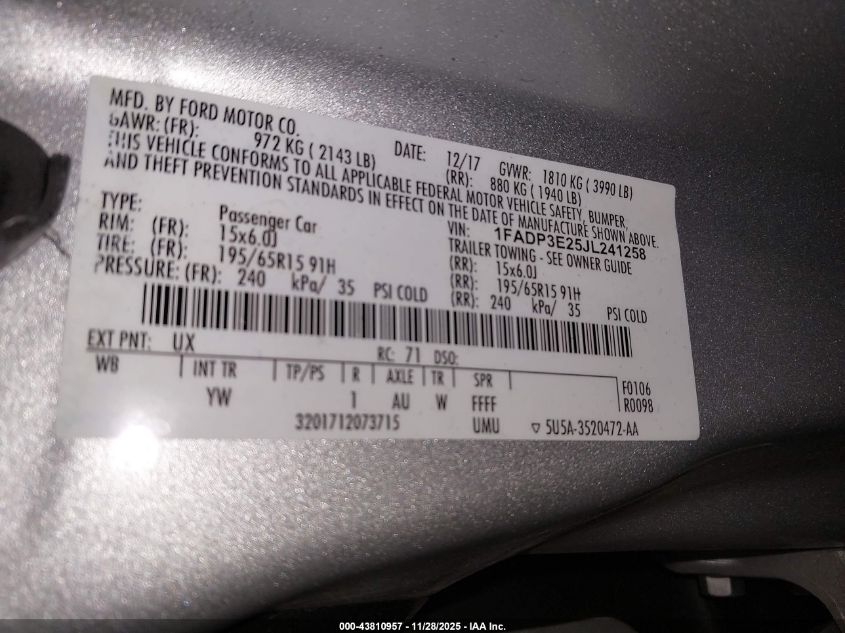 MFD. BY FORD MOTOR CO.
DATE: 12/17 GVWR: 1810 KG ( 3990 LB)
GAWR: (FR): 972 KG ( 2143 LB) (RR): 880 KG ( 1940 LB)
THIS VEHICLE CONFORMS TO ALL APPLICABLE FEDERAL MOTOR VEHICLE SAFETY, BUMPER,
AND THEFT PREVENTION STANDARDS IN EFFECT ON THE DATE OF MANUFACTURE SHOWN ABOVE.
VIN: 1FADP3E25JL241258
TYPE: Passenger Car TRAILER TOWING - SEE OWNER GUIDE
RIM: (FR): 15x6.0J (RR): 15x6.0J
TIRE: (FR): 195/65R15 91H (RR): 195/65R15 91H
PRESSURE: (FR): 240 kPa/ 35 PSI COLD (RR): 240 kPa/ 35 PSI COLD
EXT PNT: UX RC: 71 DSO:
WB INT TR TP/PS R AXLE TR SPR F0106
YW 1 AU W FFFF R0098
3201712073715 UMU ▽ 5U5A-3520472-AA
000-43810957 - 11/28/2025 - IAA Inc.